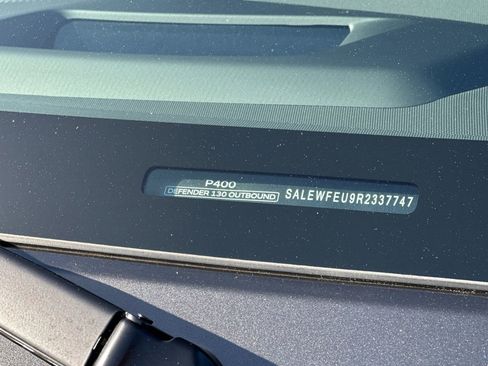 P400
DEFENDER 130 OUTBOUND
SALEWFEU9R2337747